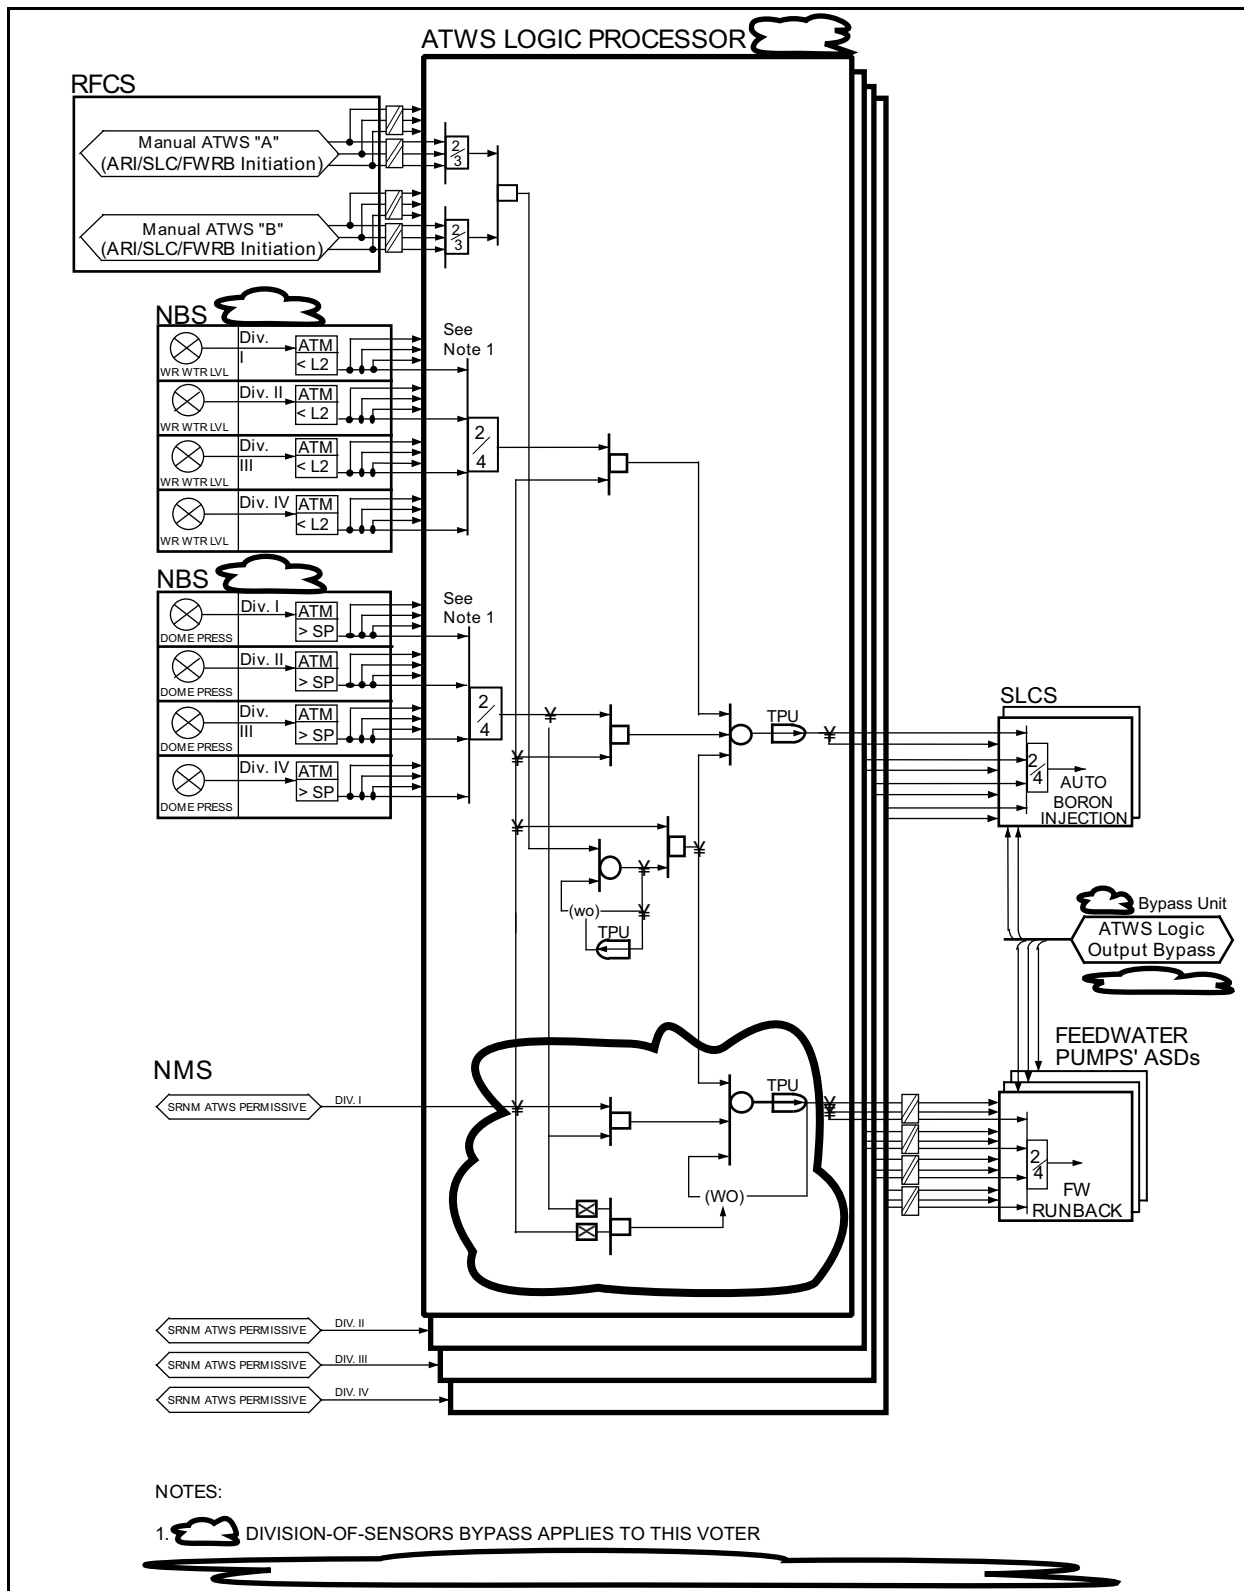 ATWS LOGIC PROCESSOR
RFCS
Manual ATWS "A"
(ARI/SLC/FWRB Initiation)
2/3
Manual ATWS "B"
(ARI/SLC/FWRB Initiation)
2/3
NBS
See
Note 1
Div.
I
ATM
< L2
WR WTR LVL
Div. II
ATM
< L2
WR WTR LVL
2/4
Div.
III
ATM
< L2
WR WTR LVL
Div. IV
ATM
< L2
WR WTR LVL
NBS
See
Note 1
Div. I
ATM
> SP
DOME PRESS
Div. II
ATM
> SP
DOME PRESS
2/4
Div.
III
ATM
> SP
DOME PRESS
Div. IV
ATM
> SP
DOME PRESS
¥
¥
¥
TPU
¥
SLCS
2/4
AUTO
BORON
INJECTION
¥
¥
(wo)
¥
TPU
¥
Bypass Unit
ATWS Logic
Output Bypass
FEEDWATER
PUMPS' ASDs
NMS
SRNM ATWS PERMISSIVE
DIV. I
¥
TPU
¥
¥
(WO)
2/4
FW
RUNBACK
SRNM ATWS PERMISSIVE
DIV. II
SRNM ATWS PERMISSIVE
DIV. III
SRNM ATWS PERMISSIVE
DIV. IV
NOTES:
1. DIVISION-OF-SENSORS BYPASS APPLIES TO THIS VOTER